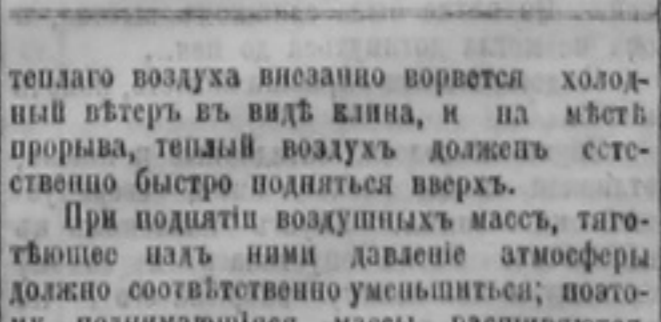 теплаго воздуха внезапно ворвется холод-
ный вѣтеръ въ видѣ клина, и на мѣстѣ
прорыва, теплый воздухъ долженъ есте-
ственно быстро подняться вверхъ.
При поднятіи воздушныхъ массъ, тяго-
тѣющее надъ ними давленіе атмосферы
должно соотвѣтственно уменьшиться; поэто-